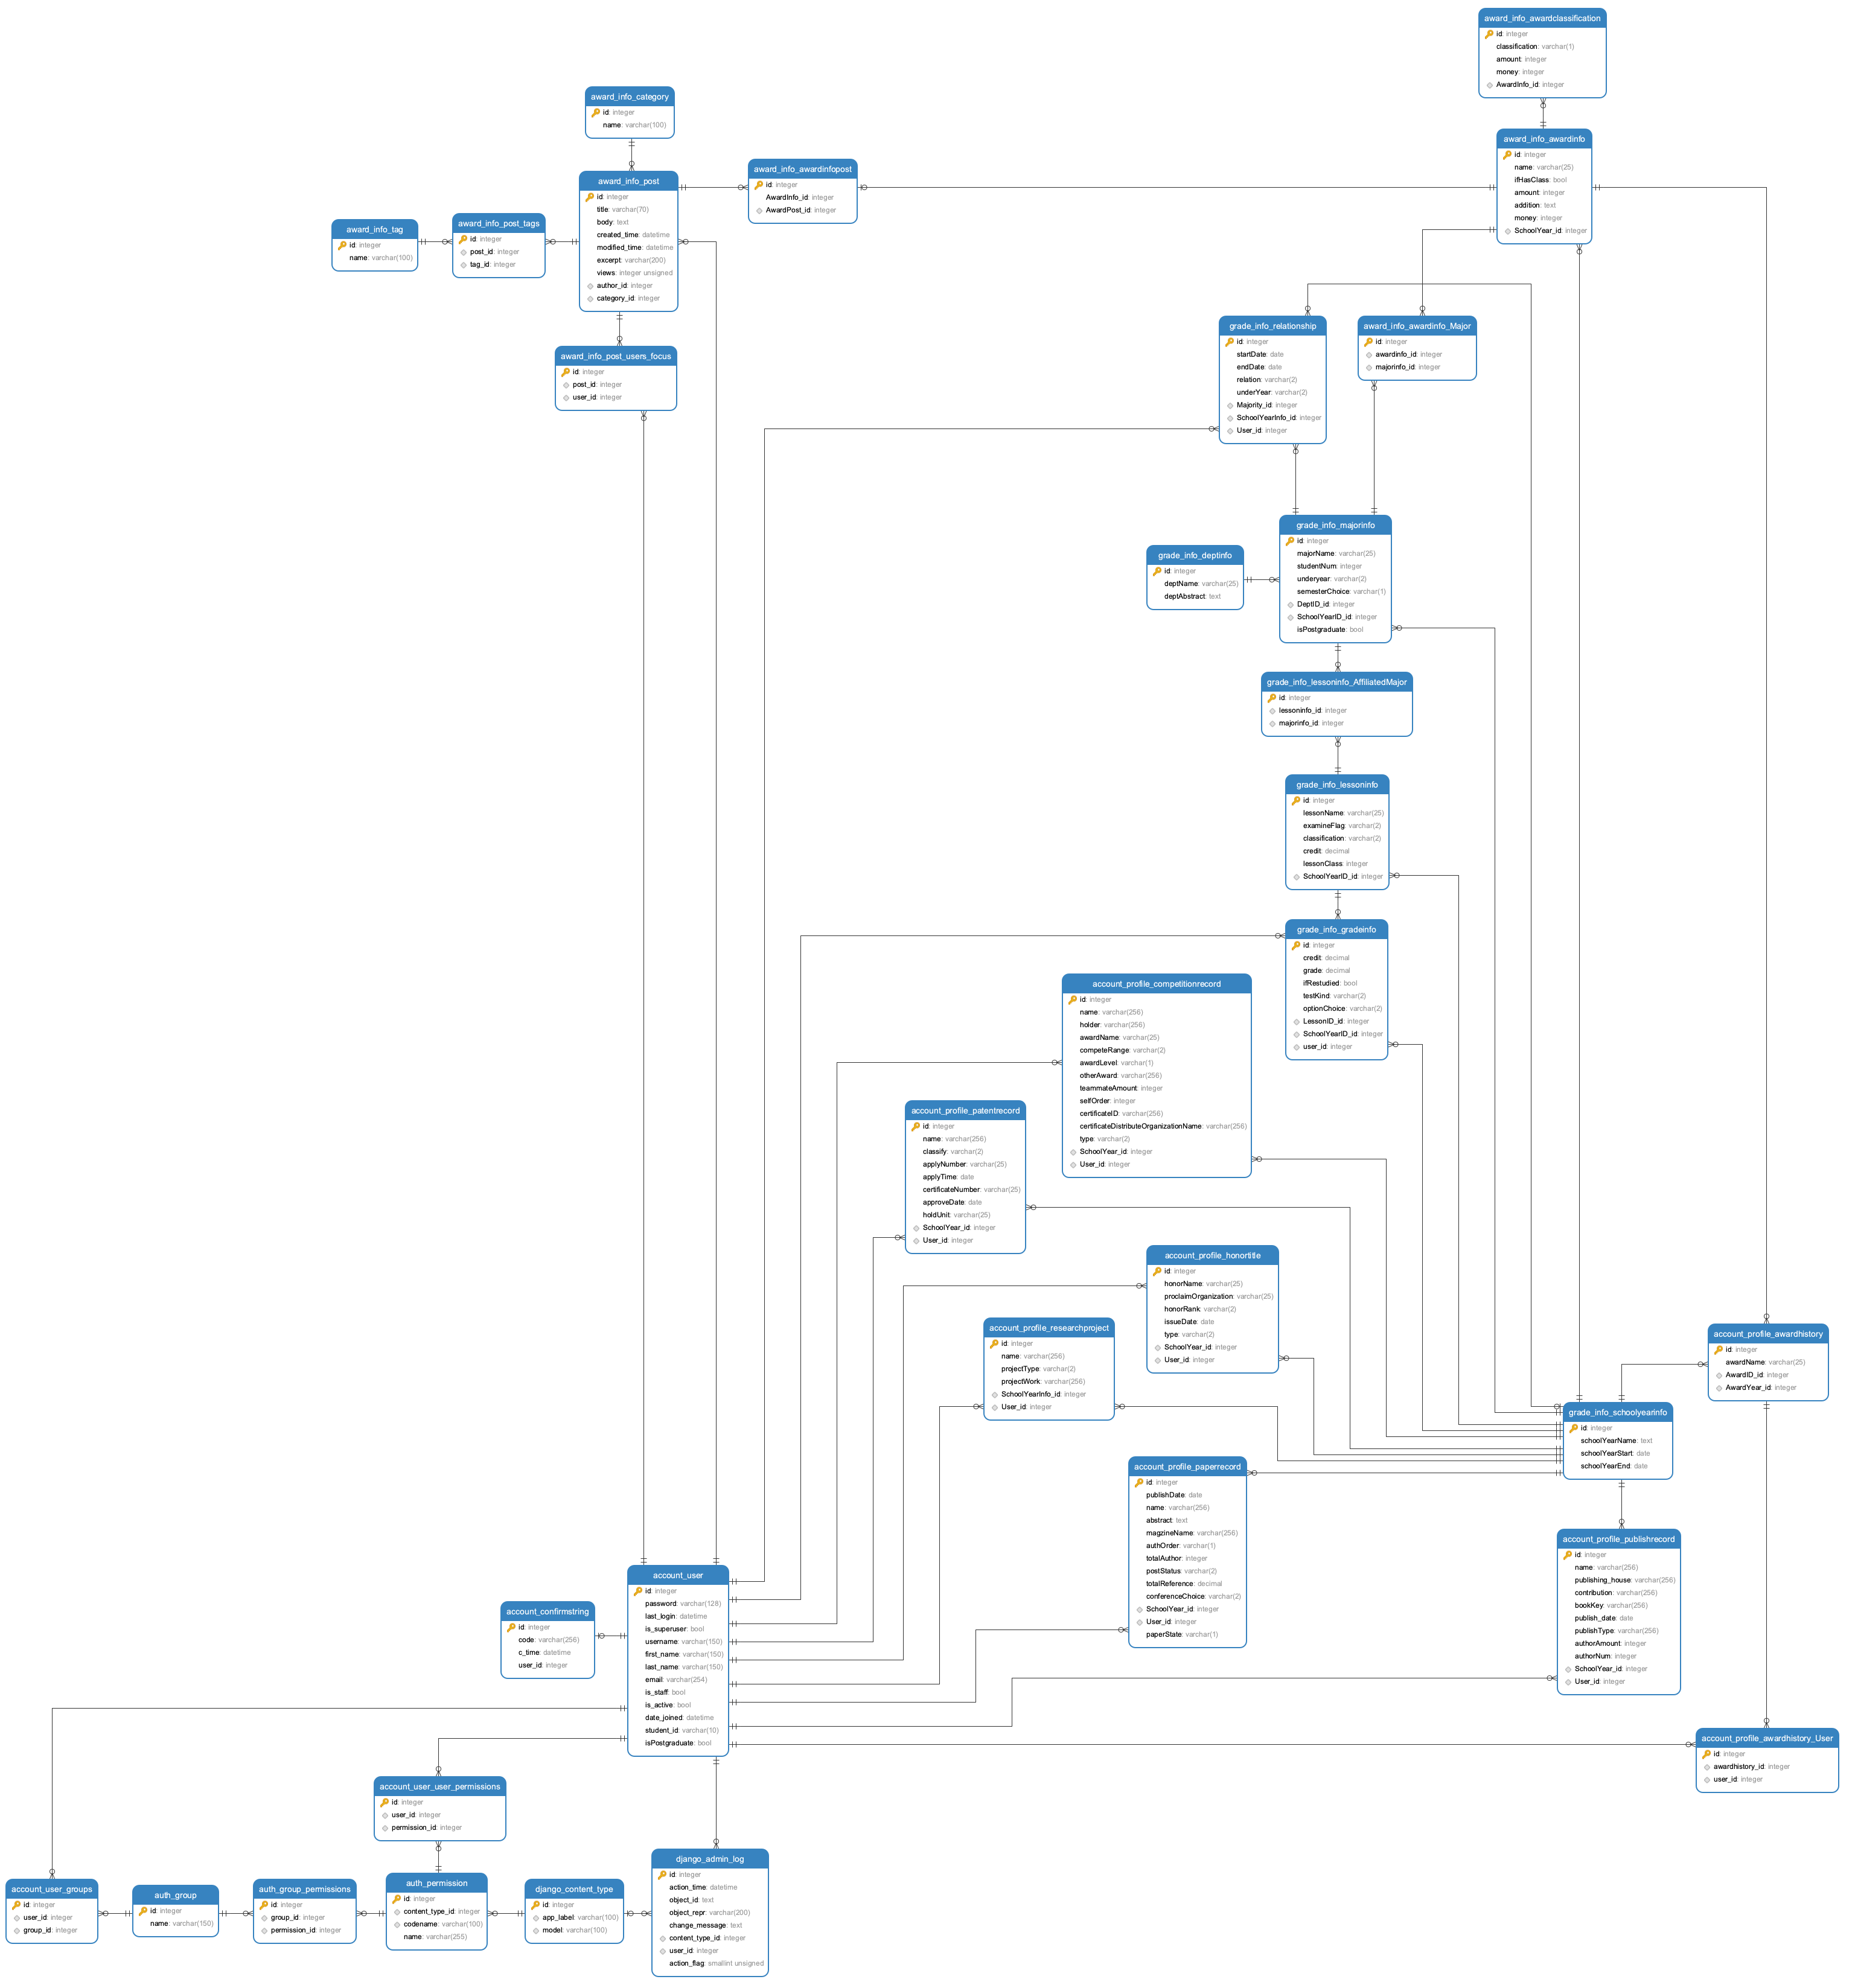 award_info_awardclassification
id: integer
classification: varchar(1)
amount: integer
money: integer
AwardInfo_id: integer
award_info_category
id: integer
name: varchar(100)
award_info_awardinfo
id: integer
name: varchar(25)
ifHasClass: bool
amount: integer
addition: text
money: integer
SchoolYear_id: integer
award_info_awardinfopost
id: integer
AwardInfo_id: integer
AwardPost_id: integer
award_info_post
id: integer
title: varchar(70)
body: text
created_time: datetime
modified_time: datetime
excerpt: varchar(200)
views: integer unsigned
author_id: integer
category_id: integer
award_info_post_tags
id: integer
post_id: integer
tag_id: integer
award_info_tag
id: integer
name: varchar(100)
grade_info_relationship
id: integer
startDate: date
endDate: date
relation: varchar(2)
underYear: varchar(2)
Majority_id: integer
SchoolYearInfo_id: integer
User_id: integer
award_info_awardinfo_Major
id: integer
awardinfo_id: integer
majorinfo_id: integer
award_info_post_users_focus
id: integer
post_id: integer
user_id: integer
grade_info_majorinfo
id: integer
majorName: varchar(25)
studentNum: integer
underyear: varchar(2)
semesterChoice: varchar(1)
DeptID_id: integer
SchoolYearID_id: integer
isPostgraduate: bool
grade_info_deptinfo
id: integer
deptName: varchar(25)
deptAbstract: text
grade_info_lessoninfo_AffiliatedMajor
id: integer
lessoninfo_id: integer
majorinfo_id: integer
grade_info_lessoninfo
id: integer
lessonName: varchar(25)
examineFlag: varchar(2)
classification: varchar(2)
credit: decimal
lessonClass: integer
SchoolYearID_id: integer
grade_info_gradeinfo
id: integer
credit: decimal
grade: decimal
ifRestudied: bool
testKind: varchar(2)
optionChoice: varchar(2)
LessonID_id: integer
SchoolYearID_id: integer
user_id: integer
account_profile_competitionrecord
id: integer
name: varchar(256)
holder: varchar(256)
awardName: varchar(25)
competeRange: varchar(2)
awardLevel: varchar(1)
otherAward: varchar(256)
teammateAmount: integer
selfOrder: integer
certificateID: varchar(256)
certificateDistributeOrganizationName: varchar(256)
type: varchar(2)
SchoolYear_id: integer
User_id: integer
account_profile_patentrecord
id: integer
name: varchar(256)
classify: varchar(2)
applyNumber: varchar(25)
applyTime: date
certificateNumber: varchar(25)
approveDate: date
holdUnit: varchar(25)
SchoolYear_id: integer
User_id: integer
account_profile_honortitle
id: integer
honorName: varchar(25)
proclaimOrganization: varchar(25)
honorRank: varchar(2)
issueDate: date
type: varchar(2)
SchoolYear_id: integer
User_id: integer
account_profile_researchproject
id: integer
name: varchar(256)
projectType: varchar(2)
projectWork: varchar(256)
SchoolYearInfo_id: integer
User_id: integer
account_profile_awardhistory
id: integer
awardName: varchar(25)
AwardID_id: integer
AwardYear_id: integer
grade_info_schoolyearinfo
id: integer
schoolYearName: text
schoolYearStart: date
schoolYearEnd: date
account_profile_paperrecord
id: integer
publishDate: date
name: varchar(256)
abstract: text
magzineName: varchar(256)
authOrder: varchar(1)
totalAuthor: integer
postStatus: varchar(2)
totalReference: decimal
conferenceChoice: varchar(2)
SchoolYear_id: integer
User_id: integer
paperState: varchar(1)
account_profile_publishrecord
id: integer
name: varchar(256)
publishing_house: varchar(256)
contribution: varchar(256)
bookKey: varchar(256)
publish_date: date
publishType: varchar(256)
authorAmount: integer
authorNum: integer
SchoolYear_id: integer
User_id: integer
account_user
id: integer
password: varchar(128)
last_login: datetime
is_superuser: bool
username: varchar(150)
first_name: varchar(150)
last_name: varchar(150)
email: varchar(254)
is_staff: bool
is_active: bool
date_joined: datetime
student_id: varchar(10)
isPostgraduate: bool
account_confirmstring
id: integer
code: varchar(256)
c_time: datetime
user_id: integer
account_profile_awardhistory_User
id: integer
awardhistory_id: integer
user_id: integer
account_user_user_permissions
id: integer
user_id: integer
permission_id: integer
django_admin_log
id: integer
action_time: datetime
object_id: text
object_repr: varchar(200)
change_message: text
content_type_id: integer
user_id: integer
action_flag: smallint unsigned
account_user_groups
id: integer
user_id: integer
group_id: integer
auth_group
id: integer
name: varchar(150)
auth_group_permissions
id: integer
group_id: integer
permission_id: integer
auth_permission
id: integer
content_type_id: integer
codename: varchar(100)
name: varchar(255)
django_content_type
id: integer
app_label: varchar(100)
model: varchar(100)